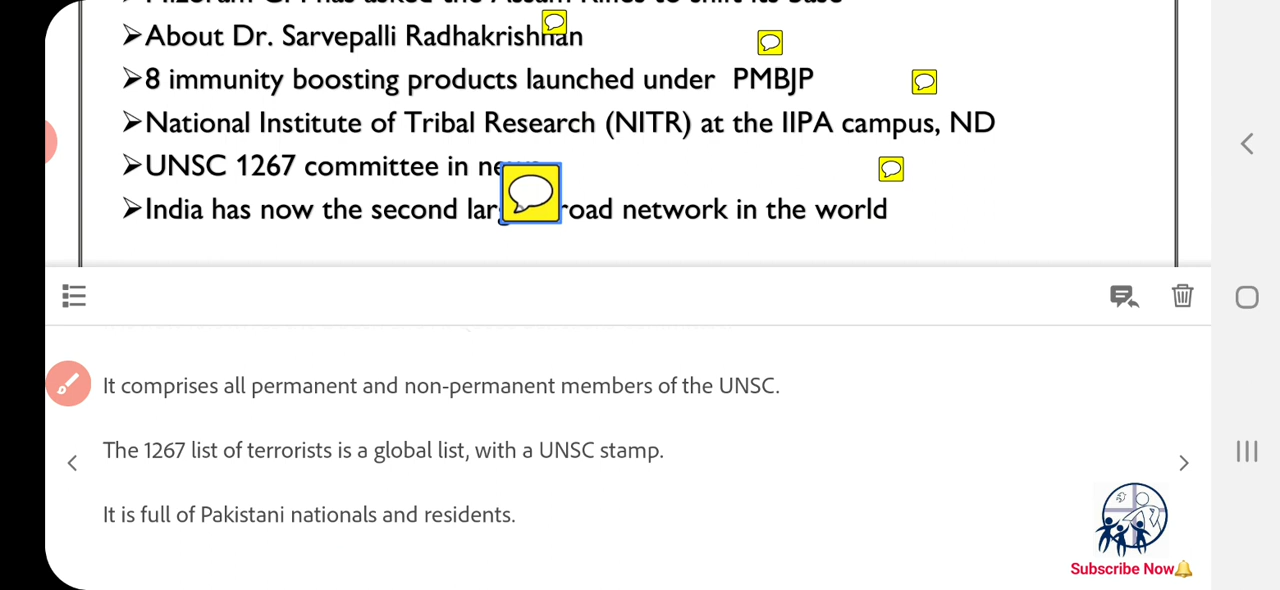 ➢About Dr. Sarvepalli Radhakrishnan
➢8 immunity boosting products launched under PMBJP
➢National Institute of Tribal Research (NITR) at the IIPA campus, ND
➢UNSC 1267 committee in news
➢India has now the second largest road network in the world
It comprises all permanent and non-permanent members of the UNSC.
The 1267 list of terrorists is a global list, with a UNSC stamp.
It is full of Pakistani nationals and residents.
Subscribe Now